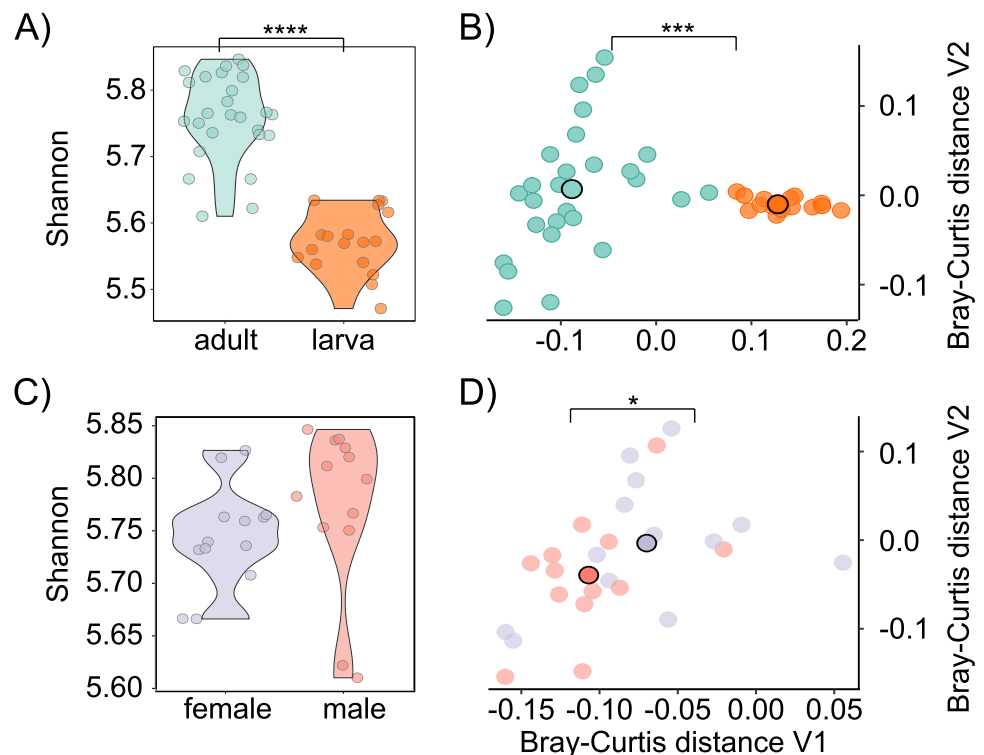 A)
****
Shannon
5.8
5.7
5.6
5.5
adult larva
B)
***
Bray-Curtis distance V2
0.1
0.0
-0.1
-0.1 0.0 0.1 0.2
C)
Shannon
5.85
5.80
5.75
5.70
5.65
5.60
female male
D)
*
Bray-Curtis distance V2
0.1
0.0
-0.1
-0.15 -0.10 -0.05 0.00 0.05
Bray-Curtis distance V1